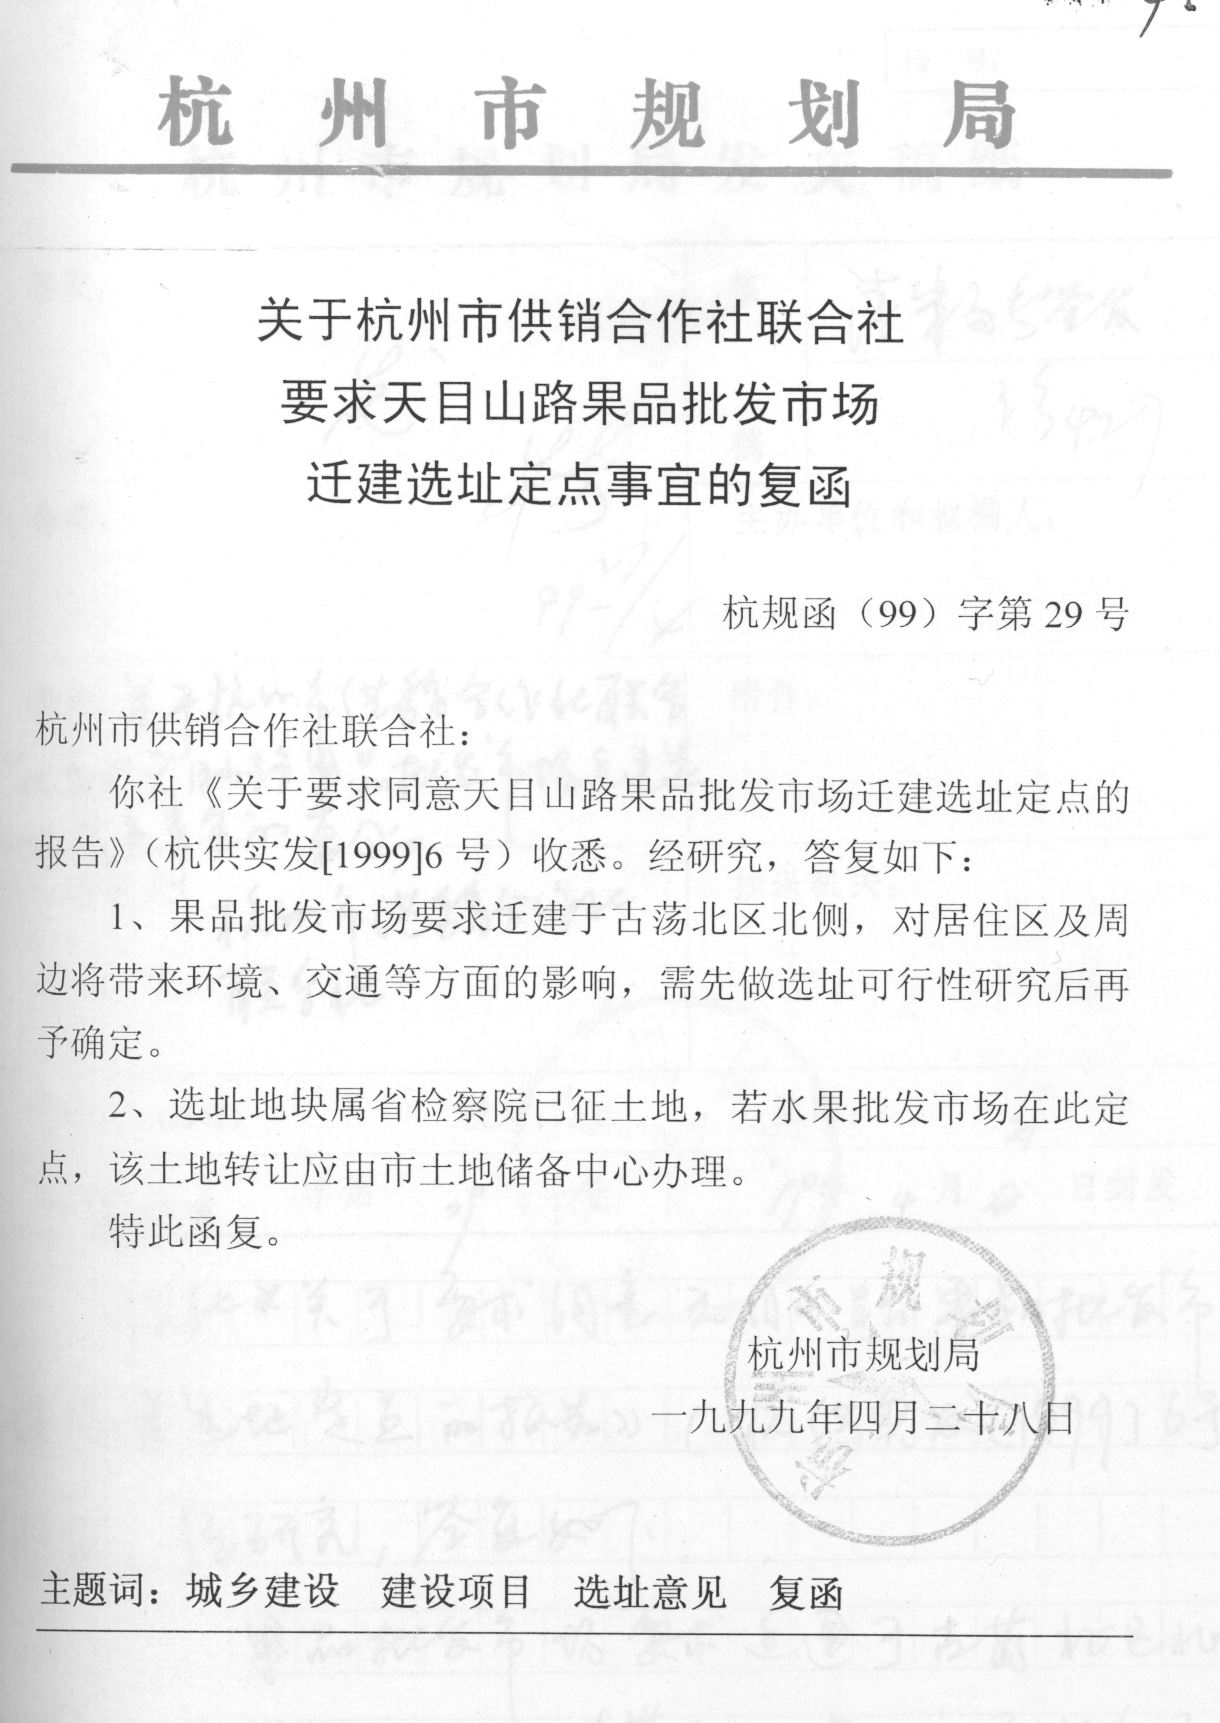 杭州市规划局
关于杭州市供销合作社联合社
要求天目山路果品批发市场
迁建选址定点事宜的复函
杭规函（99）字第 29 号
杭州市供销合作社联合社：
你社《关于要求同意天目山路果品批发市场迁建选址定点的
报告》（杭供实发[1999]6 号）收悉。经研究，答复如下：
1、果品批发市场要求迁建于古荡北区北侧，对居住区及周
边将带来环境、交通等方面的影响，需先做选址可行性研究后再
予确定。
2、选址地块属省检察院已征土地，若水果批发市场在此定
点，该土地转让应由市土地储备中心办理。
特此函复。
杭州市规划局
一九九九年四月二十八日
主题词：城乡建设 建设项目 选址意见 复函